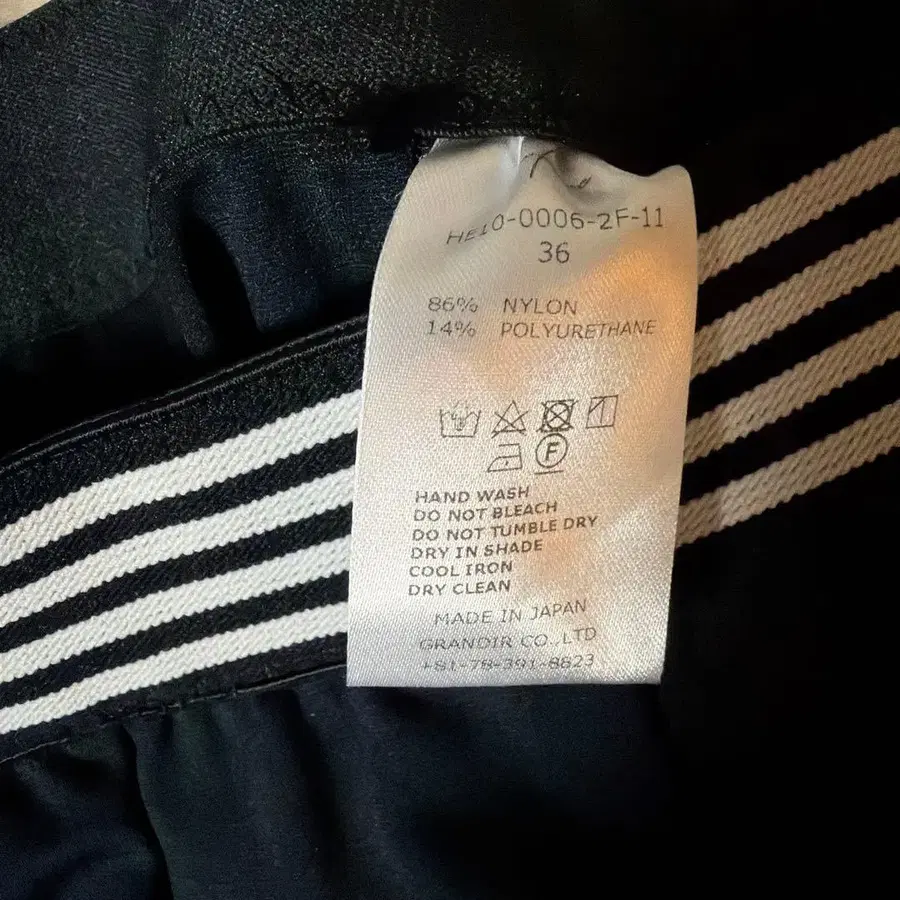 HE10-0006-2F-11
36
86% NYLON
14% POLYURETHANE
F
HAND WASH
DO NOT BLEACH
DO NOT TUMBLE DRY
DRY IN SHADE
COOL IRON
DRY CLEAN
MADE IN JAPAN
GRANDIR CO.,LTD
+81-78-391-8823